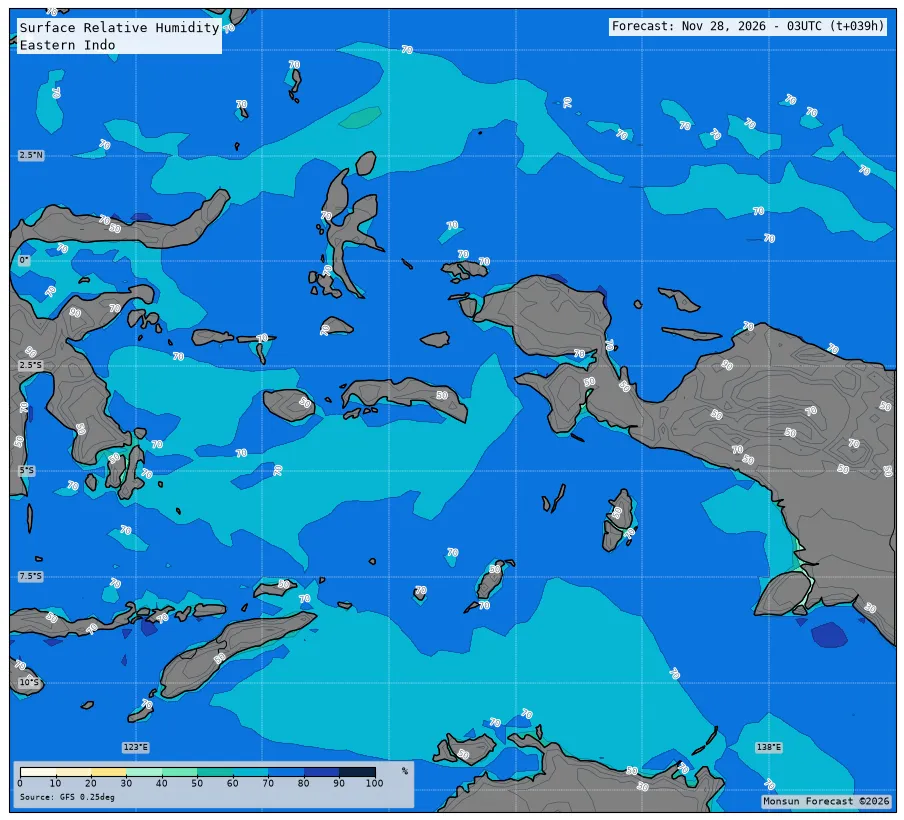 Surface Relative Humidity
Eastern Indo
Forecast: Nov 28, 2026 - 03UTC (t+039h)
2.5°N
0°
2.5°S
5°S
7.5°S
10°S
123°E
138°E
0 10 20 30 40 50 60 70 80 90 100 %
Source: GFS 0.25deg
Monsun Forecast ©2026